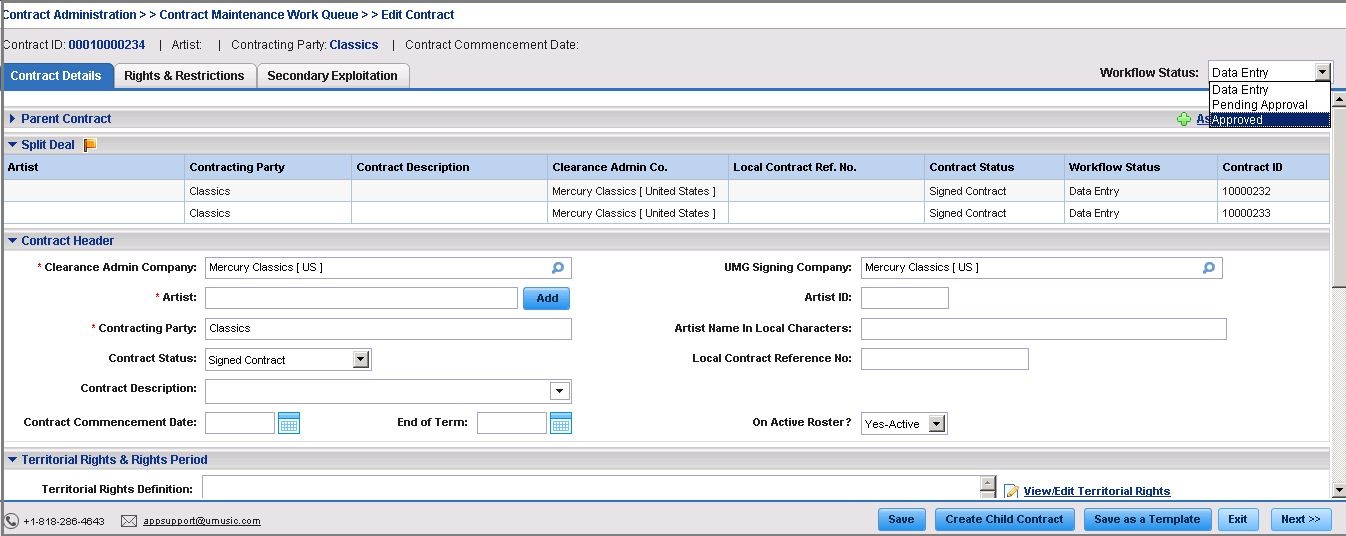 Contract Administration > > Contract Maintenance Work Queue > > Edit Contract
Contract ID: 00010000234 | Artist: | Contracting Party: Classics | Contract Commencement Date:
Contract Details Rights & Restrictions Secondary Exploitation Workflow Status: Data Entry
Data Entry
Pending Approval
Approved
Parent Contract
Split Deal
Artist Contracting Party Contract Description Clearance Admin Co. Local Contract Ref. No. Contract Status Workflow Status Contract ID
Classics Mercury Classics [ United States ] Signed Contract Data Entry 10000232
Classics Mercury Classics [ United States ] Signed Contract Data Entry 10000233
Contract Header
* Clearance Admin Company: Mercury Classics [ US ] UMG Signing Company: Mercury Classics [ US ]
* Artist: Add Artist ID:
* Contracting Party: Classics Artist Name In Local Characters:
Contract Status: Signed Contract Local Contract Reference No:
Contract Description:
Contract Commencement Date: End of Term: On Active Roster? Yes-Active
Territorial Rights & Rights Period
Territorial Rights Definition: View/Edit Territorial Rights
+1-818-286-4643 appsupport@umusic.com Save Create Child Contract Save as a Template Exit Next >>